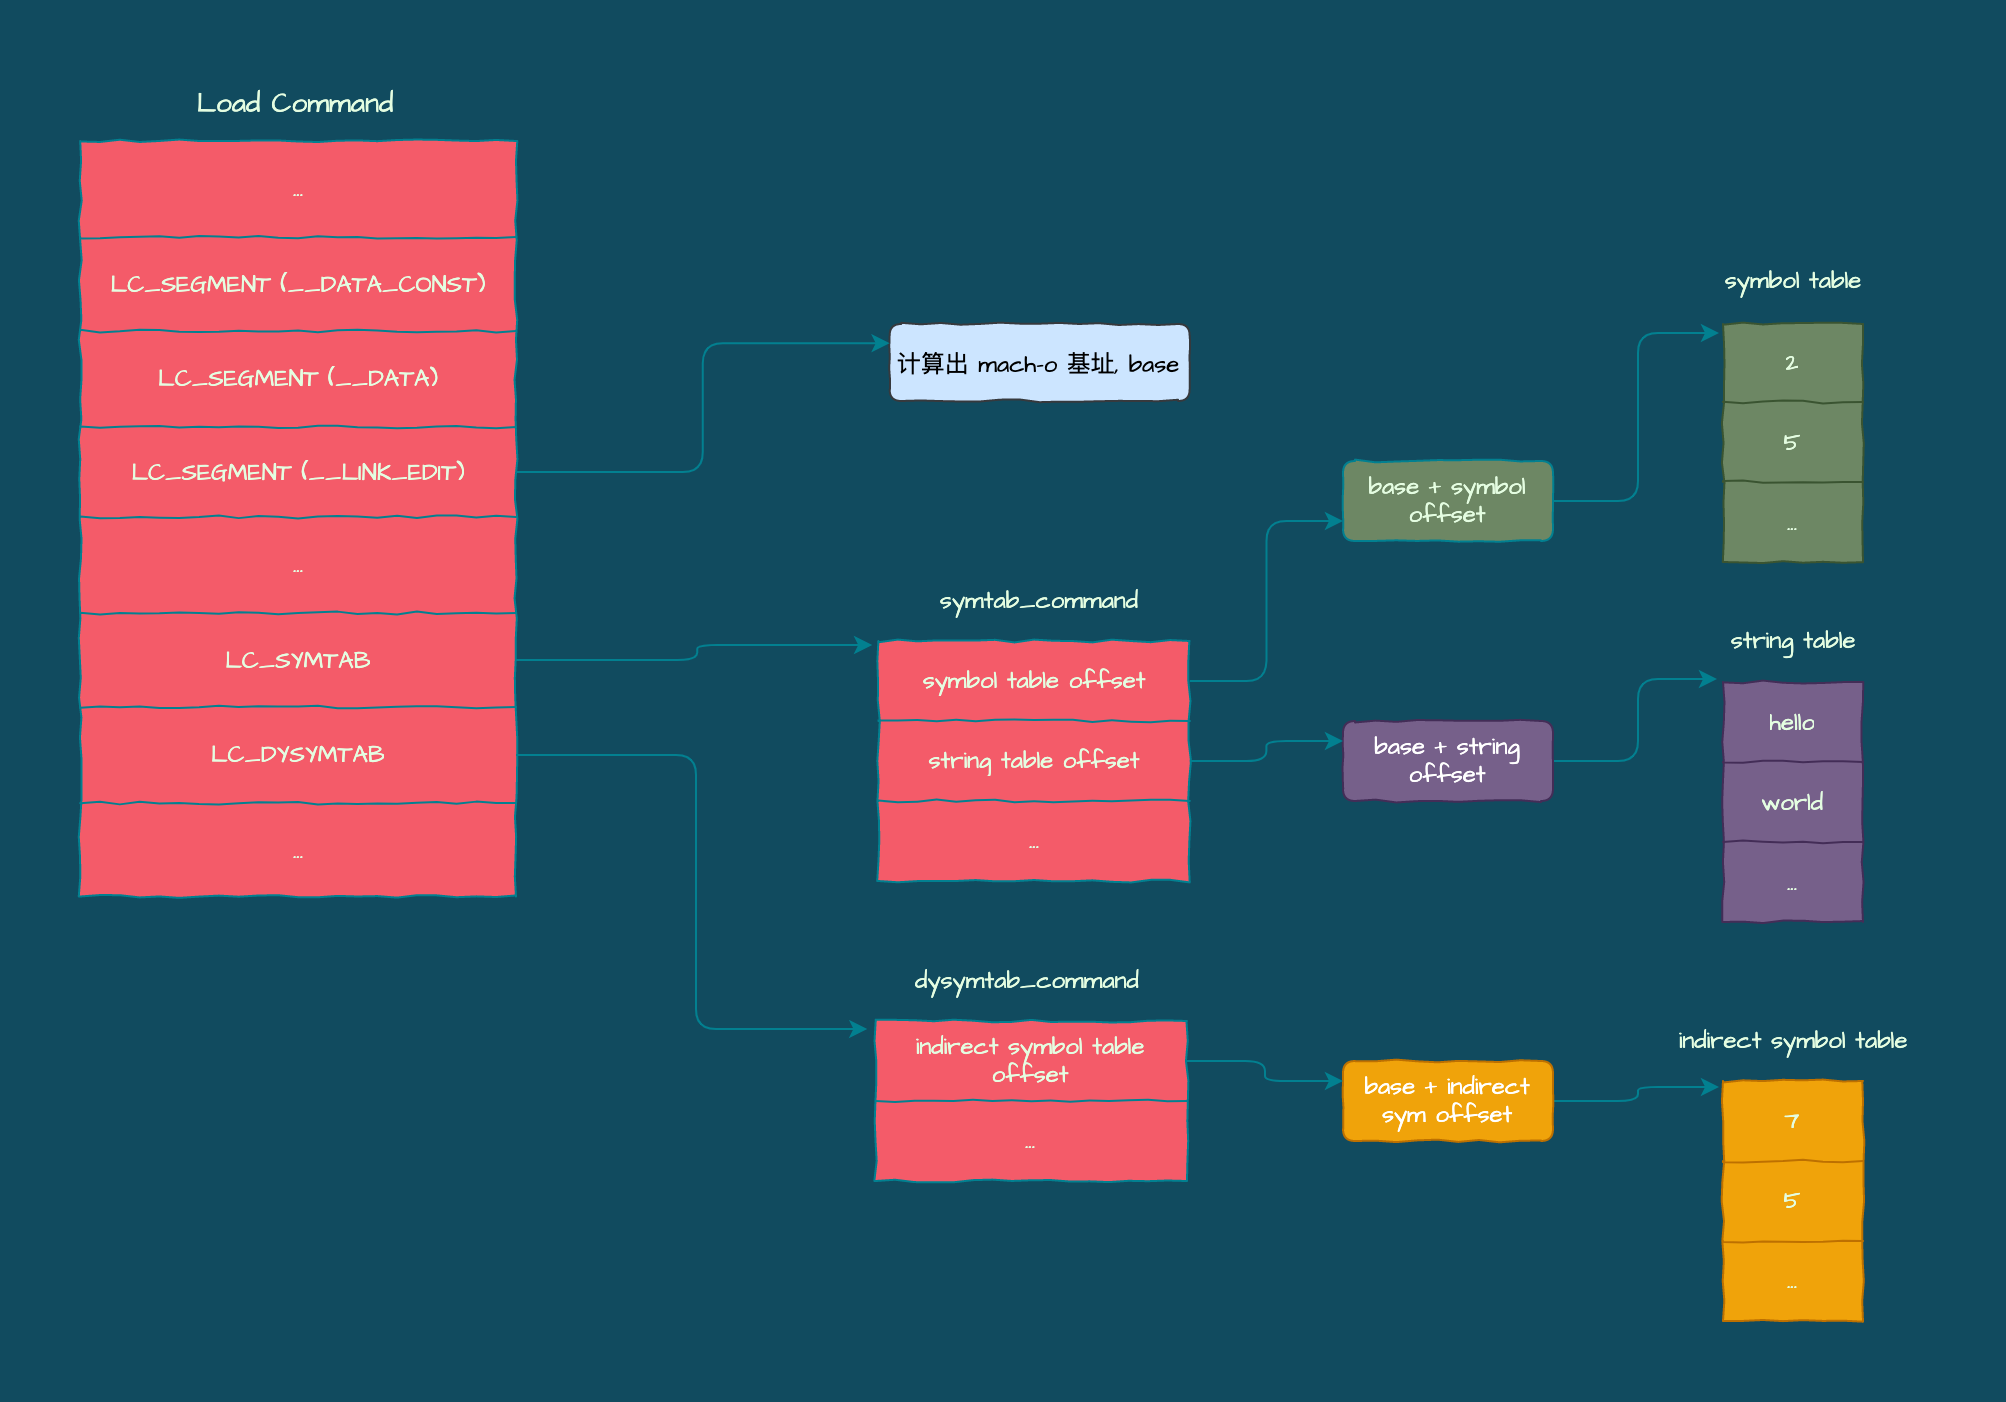 Load Command
...
LC_SEGMENT (__DATA_CONST)
LC_SEGMENT (__DATA)
LC_SEGMENT (__LINK_EDIT)
...
LC_SYMTAB
LC_DYSYMTAB
...
计算出 mach-o 基址, base
symtab_command
symbol table offset
string table offset
...
dysymtab_command
indirect symbol table
offset
...
base + symbol
offset
base + string
offset
base + indirect
sym offset
symbol table
2
5
...
string table
hello
world
...
indirect symbol table
7
5
...